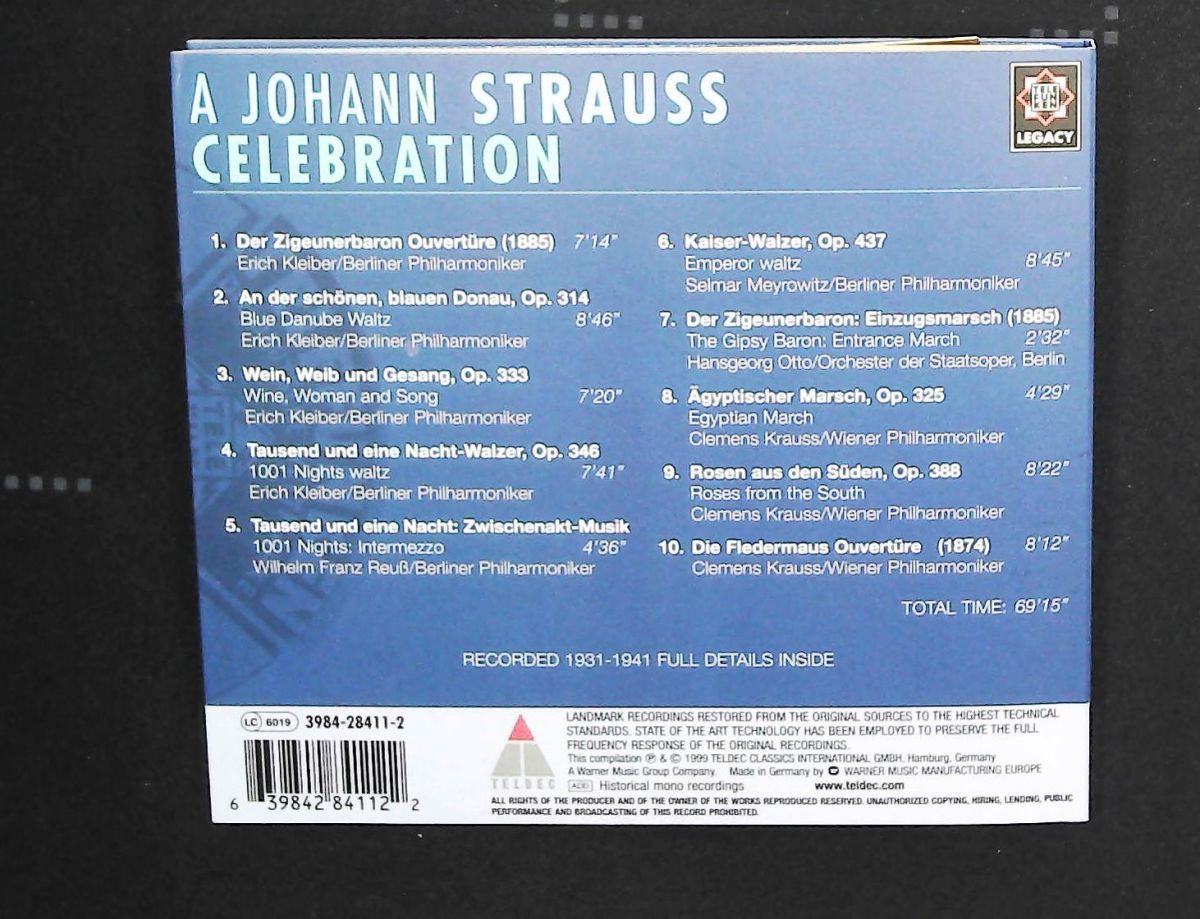 A JOHANN STRAUSS
CELEBRATION
TELE
FUN
KEN
LEGACY
1. Der Zigeunerbaron Ouvertüre (1885) 7'14"
Erich Kleiber/Berliner Philharmoniker
2. An der schönen, blauen Donau, Op. 314
Blue Danube Waltz 8'46"
Erich Kleiber/Berliner Philharmoniker
3. Wein, Weib und Gesang, Op. 333
Wine, Woman and Song 7'20"
Erich Kleiber/Berliner Philharmoniker
4. Tausend und eine Nacht-Walzer, Op. 346
1001 Nights waltz 7'41"
Erich Kleiber/Berliner Philharmoniker
5. Tausend und eine Nacht: Zwischenakt-Musik
1001 Nights: Intermezzo 4'36"
Wilhelm Franz Reuß/Berliner Philharmoniker
6. Kaiser-Walzer, Op. 437
Emperor waltz 8'45"
Selmar Meyrowitz/Berliner Philharmoniker
7. Der Zigeunerbaron: Einzugsmarsch (1885)
The Gipsy Baron: Entrance March 2'32"
Hansgeorg Otto/Orchester der Staatsoper, Berlin
8. Ägyptischer Marsch, Op. 325 4'29"
Egyptian March
Clemens Krauss/Wiener Philharmoniker
9. Rosen aus den Süden, Op. 388 8'22"
Roses from the South
Clemens Krauss/Wiener Philharmoniker
10. Die Fledermaus Ouvertüre (1874) 8'12"
Clemens Krauss/Wiener Philharmoniker
TOTAL TIME: 69'15"
RECORDED 1931-1941 FULL DETAILS INSIDE
LC 6019 3984-28411-2
6 39842 84112 2
TELDEC
LANDMARK RECORDINGS RESTORED FROM THE ORIGINAL SOURCES TO THE HIGHEST TECHNICAL
STANDARDS. STATE OF THE ART TECHNOLOGY HAS BEEN EMPLOYED TO PRESERVE THE FULL
FREQUENCY RESPONSE OF THE ORIGINAL RECORDINGS.
This compilation ℗ & © 1999 TELDEC CLASSICS INTERNATIONAL GMBH, Hamburg, Germany
A Warner Music Group Company. Made in Germany by WARNER MUSIC MANUFACTURING EUROPE
ADD Historical mono recordings www.teldec.com
ALL RIGHTS OF THE PRODUCER AND OF THE OWNER OF THE WORKS REPRODUCED RESERVED. UNAUTHORIZED COPYING, HIRING, LENDING, PUBLIC
PERFORMANCE AND BROADCASTING OF THIS RECORD PROHIBITED.